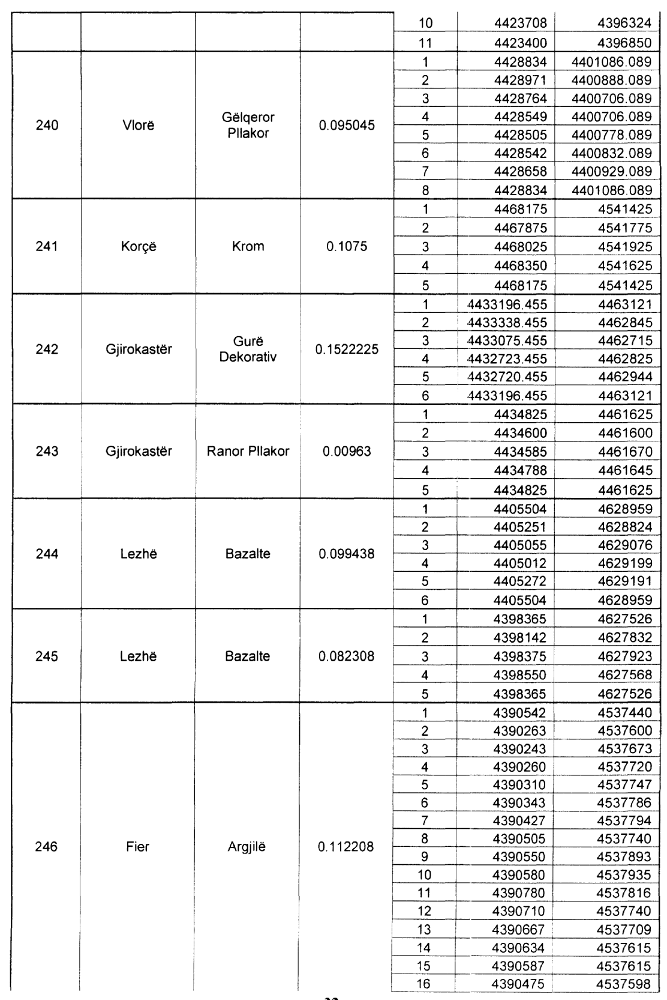 10 4423708 4396324
11 4423400 4396850
240 Vlorë Gëlqeror Pllakor 0.095045
1 4428834 4401086.089
2 4428971 4400888.089
3 4428764 4400706.089
4 4428549 4400706.089
5 4428505 4400778.089
6 4428542 4400832.089
7 4428658 4400929.089
8 4428834 4401086.089
241 Korçë Krom 0.1075
1 4468175 4541425
2 4467875 4541775
3 4468025 4541925
4 4468350 4541625
5 4468175 4541425
242 Gjirokastër Gurë Dekorativ 0.1522225
1 4433196.455 4463121
2 4433338.455 4462845
3 4433075.455 4462715
4 4432723.455 4462825
5 4432720.455 4462944
6 4433196.455 4463121
243 Gjirokastër Ranor Pllakor 0.00963
1 4434825 4461625
2 4434600 4461600
3 4434585 4461670
4 4434788 4461645
5 4434825 4461625
244 Lezhë Bazalte 0.099438
1 4405504 4628959
2 4405251 4628824
3 4405055 4629076
4 4405012 4629199
5 4405272 4629191
6 4405504 4628959
245 Lezhë Bazalte 0.082308
1 4398365 4627526
2 4398142 4627832
3 4398375 4627923
4 4398550 4627568
5 4398365 4627526
246 Fier Argjilë 0.112208
1 4390542 4537440
2 4390263 4537600
3 4390243 4537673
4 4390260 4537720
5 4390310 4537747
6 4390343 4537786
7 4390427 4537794
8 4390505 4537740
9 4390550 4537893
10 4390580 4537935
11 4390780 4537816
12 4390710 4537740
13 4390667 4537709
14 4390634 4537615
15 4390587 4537615
16 4390475 4537598